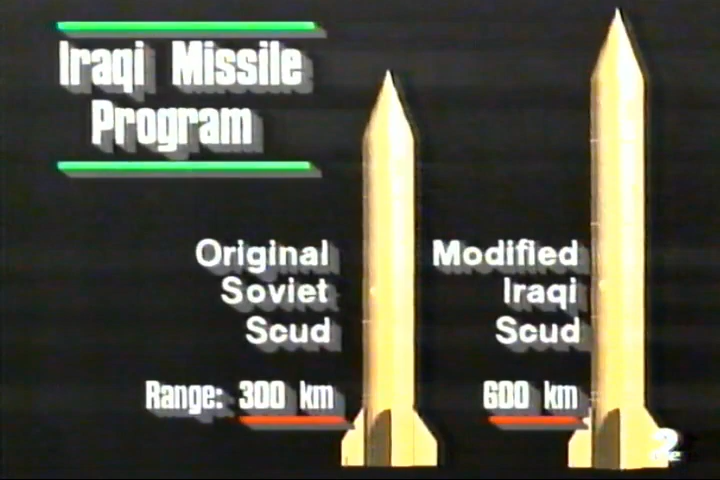 Iraqi Missile
Program
Original
Soviet
Scud
Range: 300 km
Modified
Iraqi
Scud
600 km
2